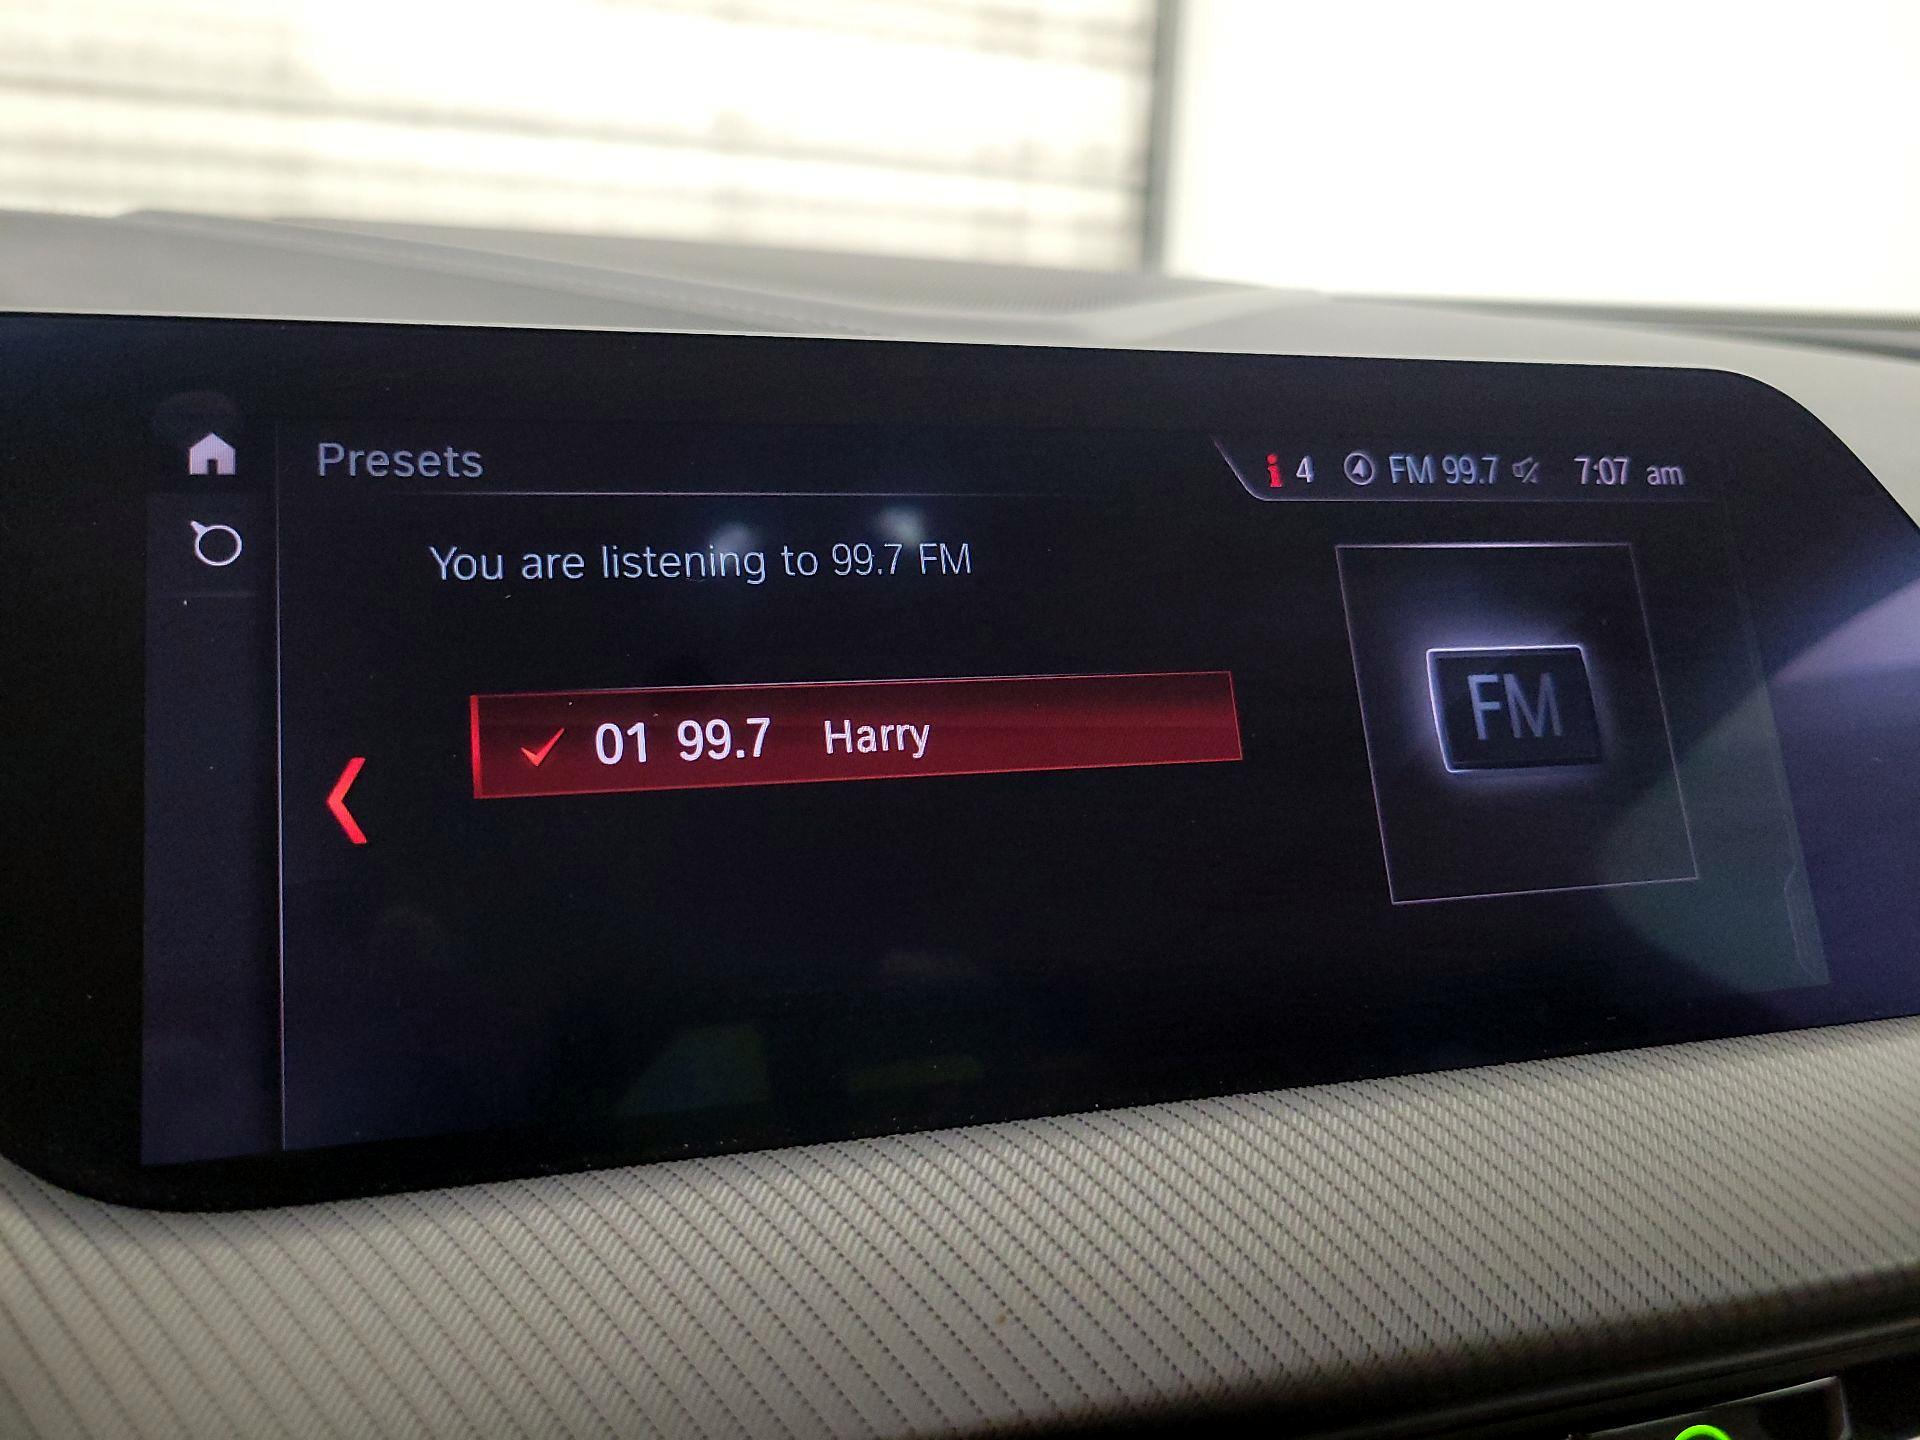 Presets
i 4 FM 99.7 7:07 am
You are listening to 99.7 FM
01 99.7 Harry
FM